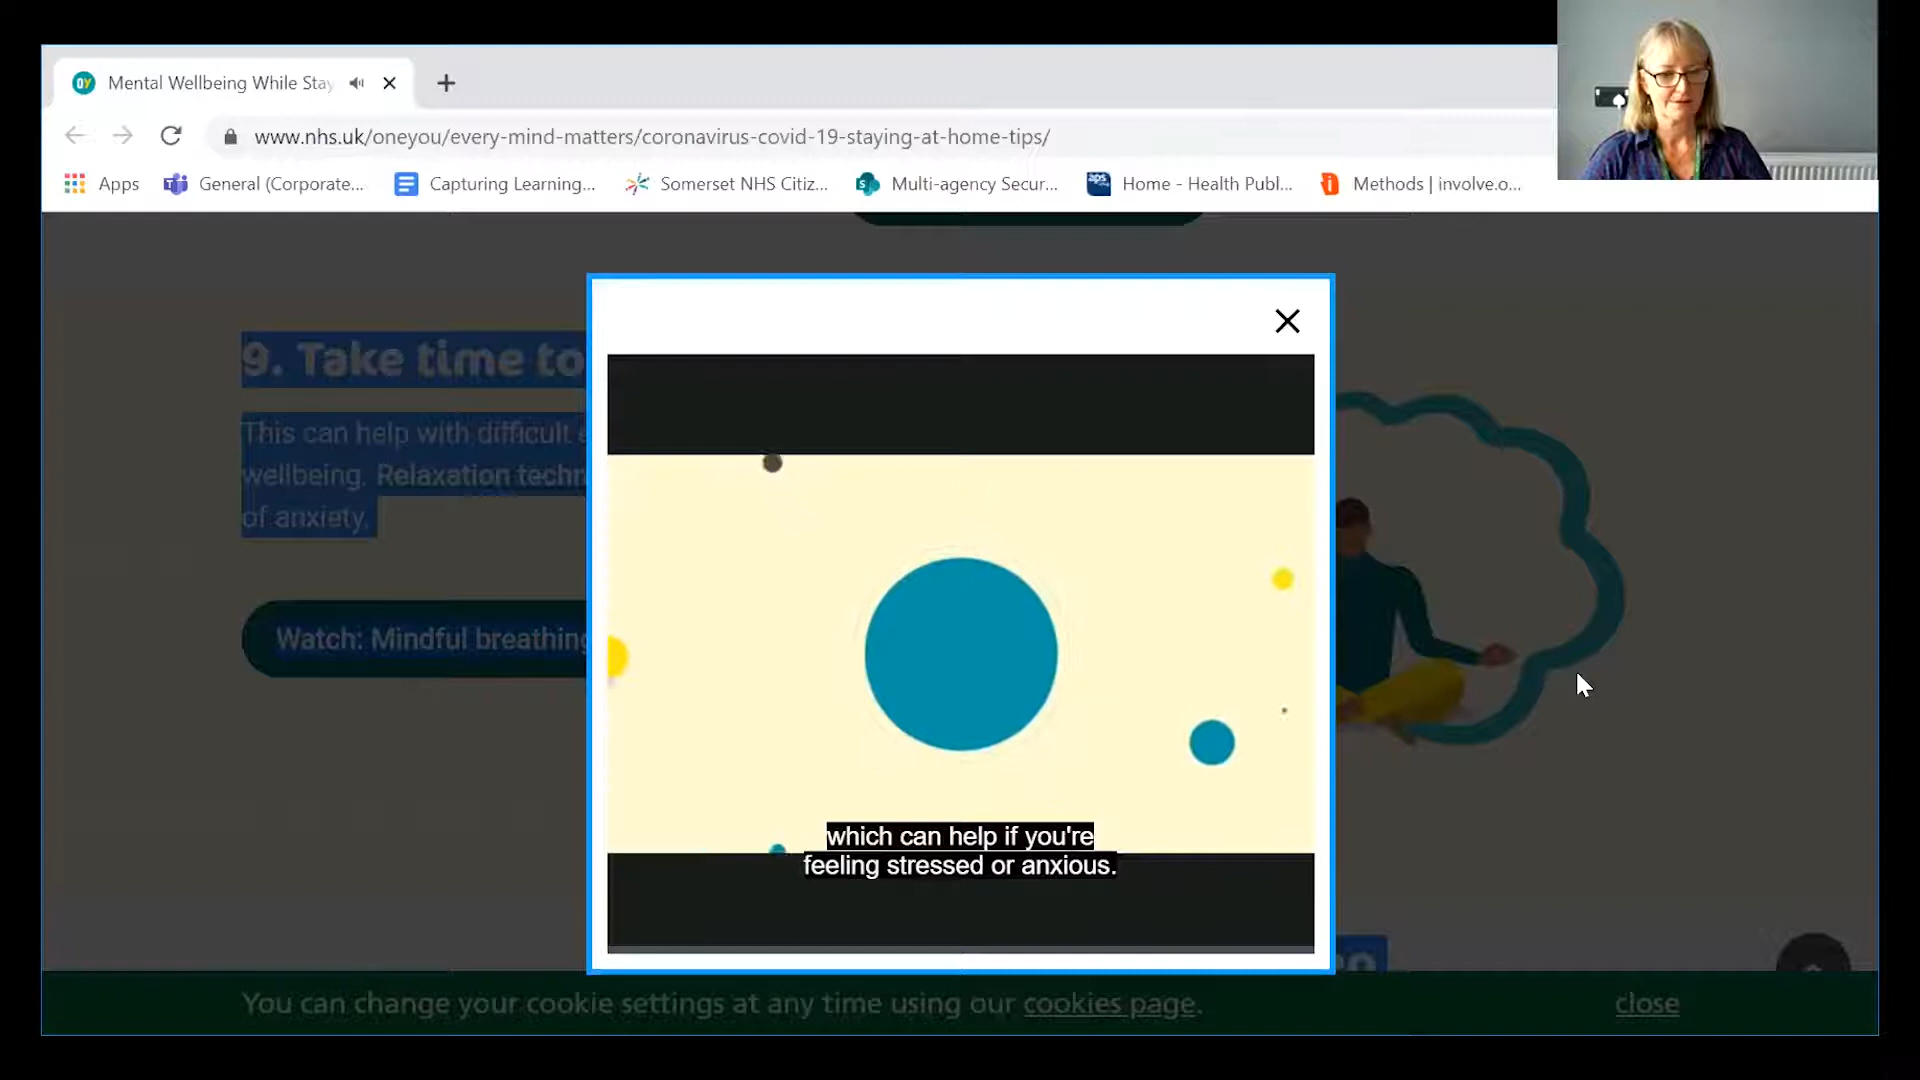 Mental Wellbeing While Stay
www.nhs.uk/oneyou/every-mind-matters/coronavirus-covid-19-staying-at-home-tips/
Apps
General (Corporate...
Capturing Learning...
Somerset NHS Citiz...
Multi-agency Secur...
Home - Health Publ...
Methods | involve.o...
9. Take time to
This can help with difficult
wellbeing. Relaxation techn
of anxiety.
Watch: Mindful breathing
which can help if you're
feeling stressed or anxious.
You can change your cookie settings at any time using our cookies page.
close